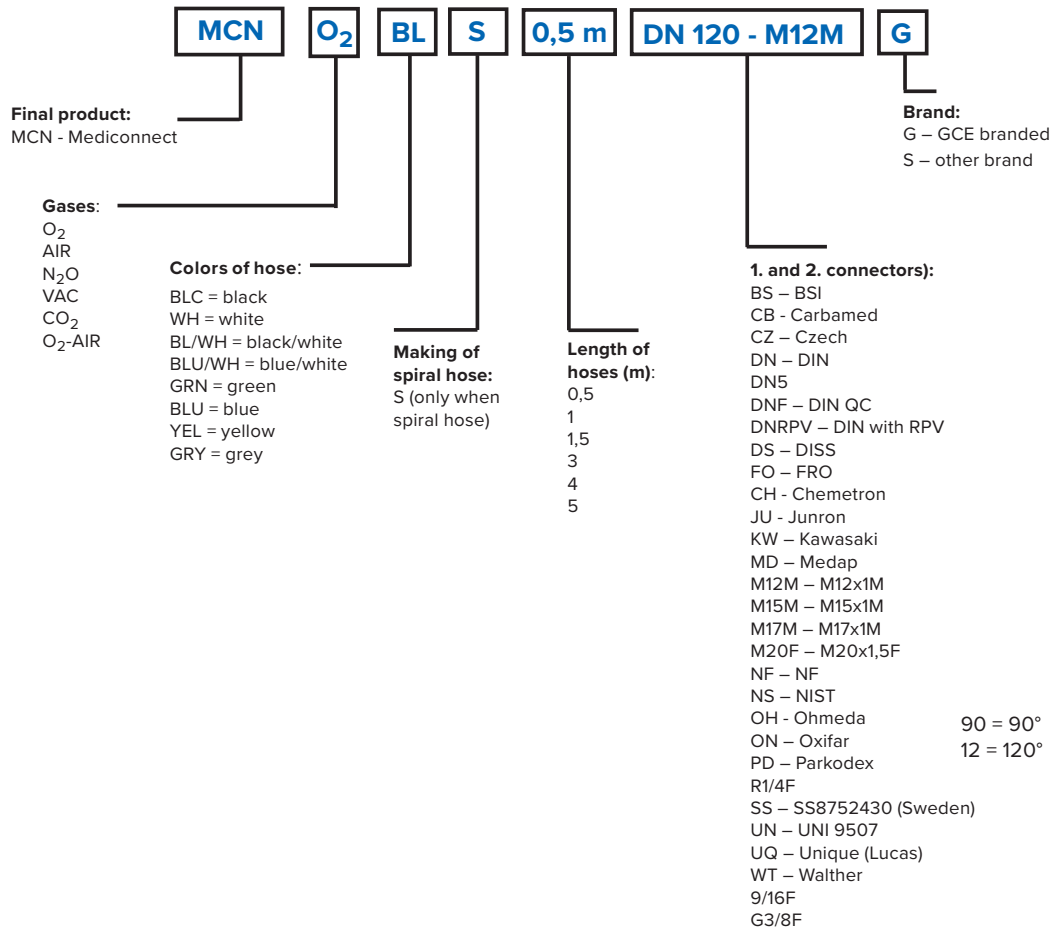 MCN O₂ BL S 0,5 m DN 120 - M12M G
Final product:
MCN - Mediconnect
Gases:
O₂
AIR
N₂O
VAC
CO₂
O₂-AIR
Colors of hose:
BLC = black
WH = white
BL/WH = black/white
BLU/WH = blue/white
GRN = green
BLU = blue
YEL = yellow
GRY = grey
Making of
spiral hose:
S (only when
spiral hose)
Length of
hoses (m):
0,5
1
1,5
3
4
5
1. and 2. connectors):
BS – BSI
CB - Carbamed
CZ – Czech
DN – DIN
DN5
DNF – DIN QC
DNRPV – DIN with RPV
DS – DISS
FO – FRO
CH - Chemetron
JU - Junron
KW – Kawasaki
MD – Medap
M12M – M12x1M
M15M – M15x1M
M17M – M17x1M
M20F – M20x1,5F
NF – NF
NS – NIST
OH - Ohmeda
ON – Oxifar
PD – Parkodex
R1/4F
SS – SS8752430 (Sweden)
UN – UNI 9507
UQ – Unique (Lucas)
WT – Walther
9/16F
G3/8F
90 = 90°
12 = 120°
Brand:
G – GCE branded
S – other brand